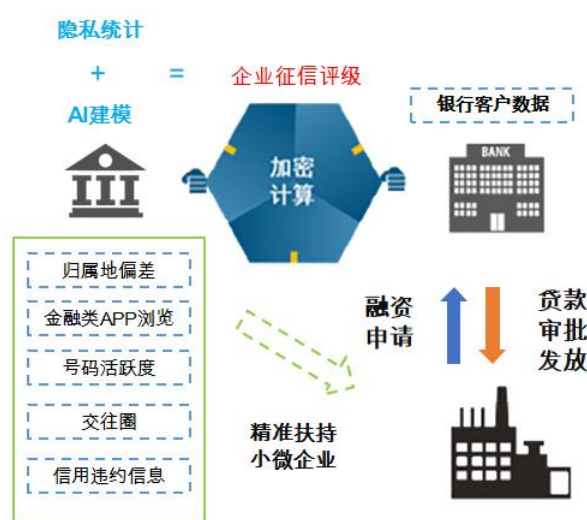 隐私统计
+ = 企业征信评级
AI建模
银行客户数据
加密
计算
BANK
归属地偏差
金融类APP浏览
号码活跃度
交往圈
信用违约信息
融资
申请
贷款
审批
发放
精准扶持
小微企业